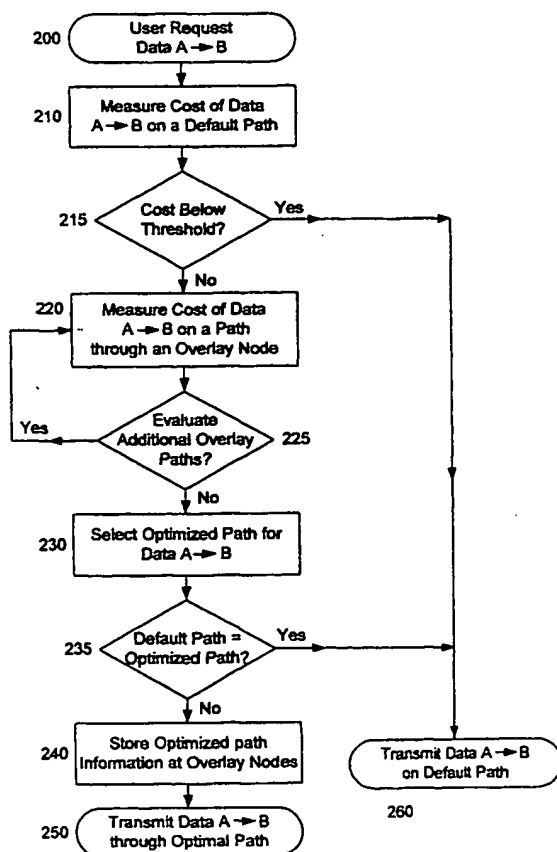 200
User Request
Data A → B
210
Measure Cost of Data
A → B on a Default Path
215
Cost Below
Threshold?
Yes
No
220
Measure Cost of Data
A → B on a Path
through an Overlay Node
Yes
Evaluate
Additional Overlay
Paths?
225
No
230
Select Optimized Path for
Data A → B
235
Default Path =
Optimized Path?
Yes
No
240
Store Optimized path
Information at Overlay Nodes
Transmit Data A → B
on Default Path
260
250
Transmit Data A → B
through Optimal Path